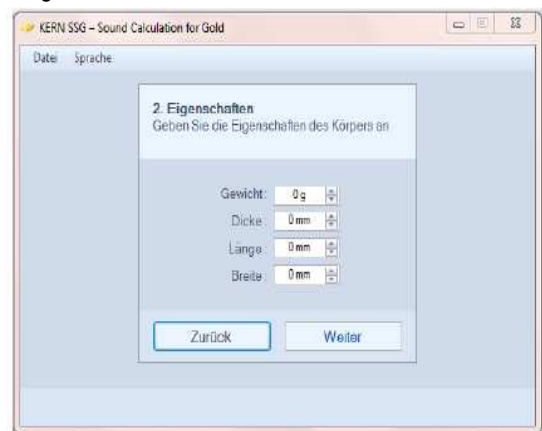 KERN SSG – Sound Calculation for Gold
Datei Sprache
2. Eigenschaften
Geben Sie die Eigenschaften des Körpers an
Gewicht: 0 g
Dicke: 0 mm
Länge: 0 mm
Breite: 0 mm
Zurück Weiter